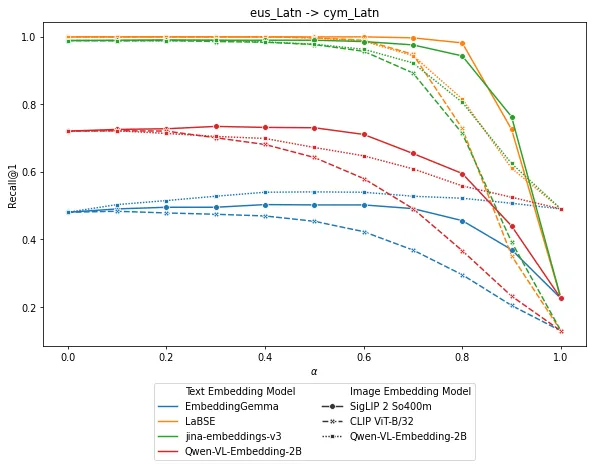 eus_Latn -> cym_Latn
Recall@1
1.0
0.8
0.6
0.4
0.2
0.0 0.2 0.4 0.6 0.8 1.0
α
Text Embedding Model
EmbeddingGemma
LaBSE
jina-embeddings-v3
Qwen-VL-Embedding-2B
Image Embedding Model
SigLIP 2 So400m
CLIP ViT-B/32
Qwen-VL-Embedding-2B